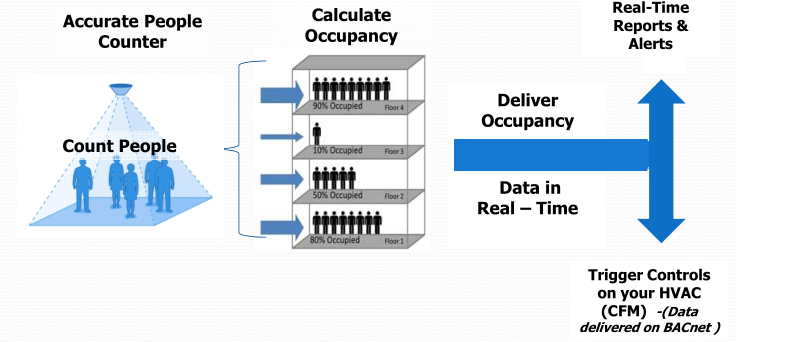 Accurate People
Counter
Count People
Calculate
Occupancy
90% Occupied Floor 4
10% Occupied Floor 3
50% Occupied Floor 2
80% Occupied Floor 1
Deliver
Occupancy
Data in
Real – Time
Real-Time
Reports &
Alerts
Trigger Controls
on your HVAC
(CFM) -(Data
delivered on BACnet )